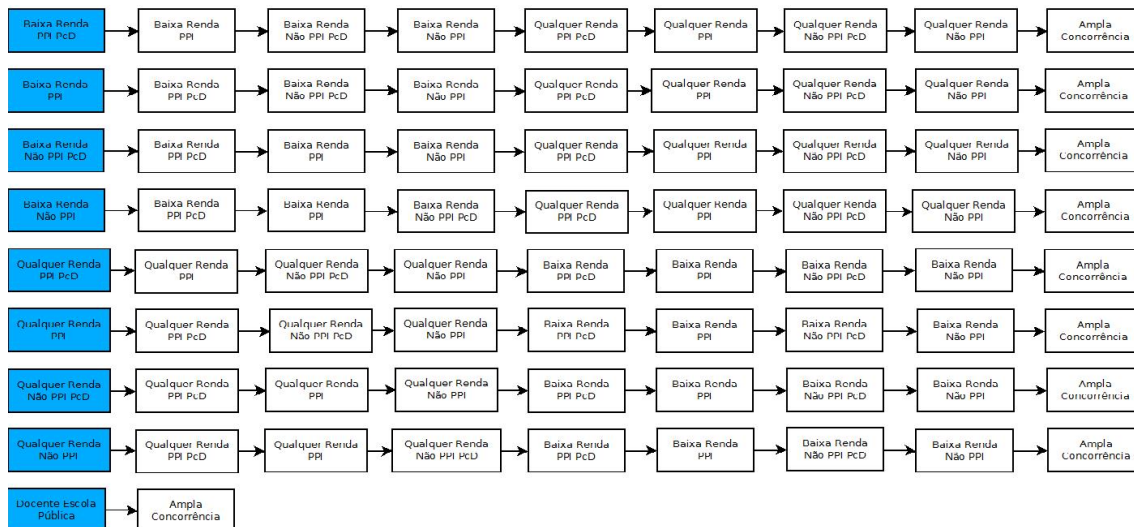 Baixa Renda
PPI PcD
Baixa Renda
PPI
Baixa Renda
Não PPI PcD
Baixa Renda
Não PPI
Qualquer Renda
PPI PcD
Qualquer Renda
PPI
Qualquer Renda
Não PPI PcD
Qualquer Renda
Não PPI
Ampla
Concorrência
Baixa Renda
PPI
Baixa Renda
PPI PcD
Baixa Renda
Não PPI PcD
Baixa Renda
Não PPI
Qualquer Renda
PPI PcD
Qualquer Renda
PPI
Qualquer Renda
Não PPI PcD
Qualquer Renda
Não PPI
Ampla
Concorrência
Baixa Renda
Não PPI PcD
Baixa Renda
PPI PcD
Baixa Renda
PPI
Baixa Renda
Não PPI
Qualquer Renda
PPI PcD
Qualquer Renda
PPI
Qualquer Renda
Não PPI PcD
Qualquer Renda
Não PPI
Ampla
Concorrência
Baixa Renda
Não PPI
Baixa Renda
PPI PcD
Baixa Renda
PPI
Baixa Renda
Não PPI PcD
Qualquer Renda
PPI PcD
Qualquer Renda
PPI
Qualquer Renda
Não PPI PcD
Qualquer Renda
Não PPI
Ampla
Concorrência
Qualquer Renda
PPI PcD
Qualquer Renda
PPI
Qualquer Renda
Não PPI PcD
Qualquer Renda
Não PPI
Baixa Renda
PPI PcD
Baixa Renda
PPI
Baixa Renda
Não PPI PcD
Baixa Renda
Não PPI
Ampla
Concorrência
Qualquer Renda
PPI
Qualquer Renda
PPI PcD
Qualquer Renda
Não PPI PcD
Qualquer Renda
Não PPI
Baixa Renda
PPI PcD
Baixa Renda
PPI
Baixa Renda
Não PPI PcD
Baixa Renda
Não PPI
Ampla
Concorrência
Qualquer Renda
Não PPI PcD
Qualquer Renda
PPI PcD
Qualquer Renda
PPI
Qualquer Renda
Não PPI
Baixa Renda
PPI PcD
Baixa Renda
PPI
Baixa Renda
Não PPI PcD
Baixa Renda
Não PPI
Ampla
Concorrência
Qualquer Renda
Não PPI
Qualquer Renda
PPI PcD
Qualquer Renda
PPI
Qualquer Renda
Não PPI PcD
Baixa Renda
PPI PcD
Baixa Renda
PPI
Baixa Renda
Não PPI PcD
Baixa Renda
Não PPI
Ampla
Concorrência
Docente Escola
Pública
Ampla
Concorrência